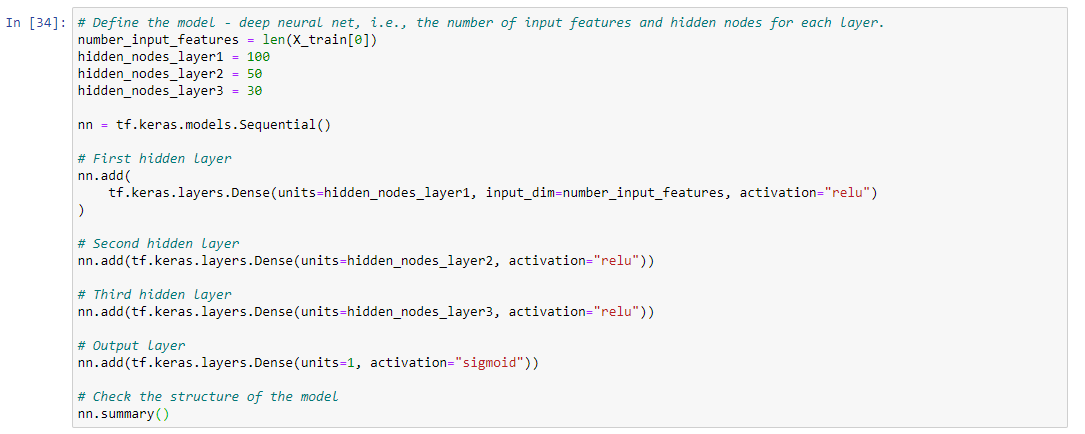 In [34]: # Define the model - deep neural net, i.e., the number of input features and hidden nodes for each layer.
number_input_features = len(X_train[0])
hidden_nodes_layer1 = 100
hidden_nodes_layer2 = 50
hidden_nodes_layer3 = 30

nn = tf.keras.models.Sequential()

# First hidden layer
nn.add(
    tf.keras.layers.Dense(units=hidden_nodes_layer1, input_dim=number_input_features, activation="relu")
)

# Second hidden layer
nn.add(tf.keras.layers.Dense(units=hidden_nodes_layer2, activation="relu"))

# Third hidden layer
nn.add(tf.keras.layers.Dense(units=hidden_nodes_layer3, activation="relu"))

# Output layer
nn.add(tf.keras.layers.Dense(units=1, activation="sigmoid"))

# Check the structure of the model
nn.summary()